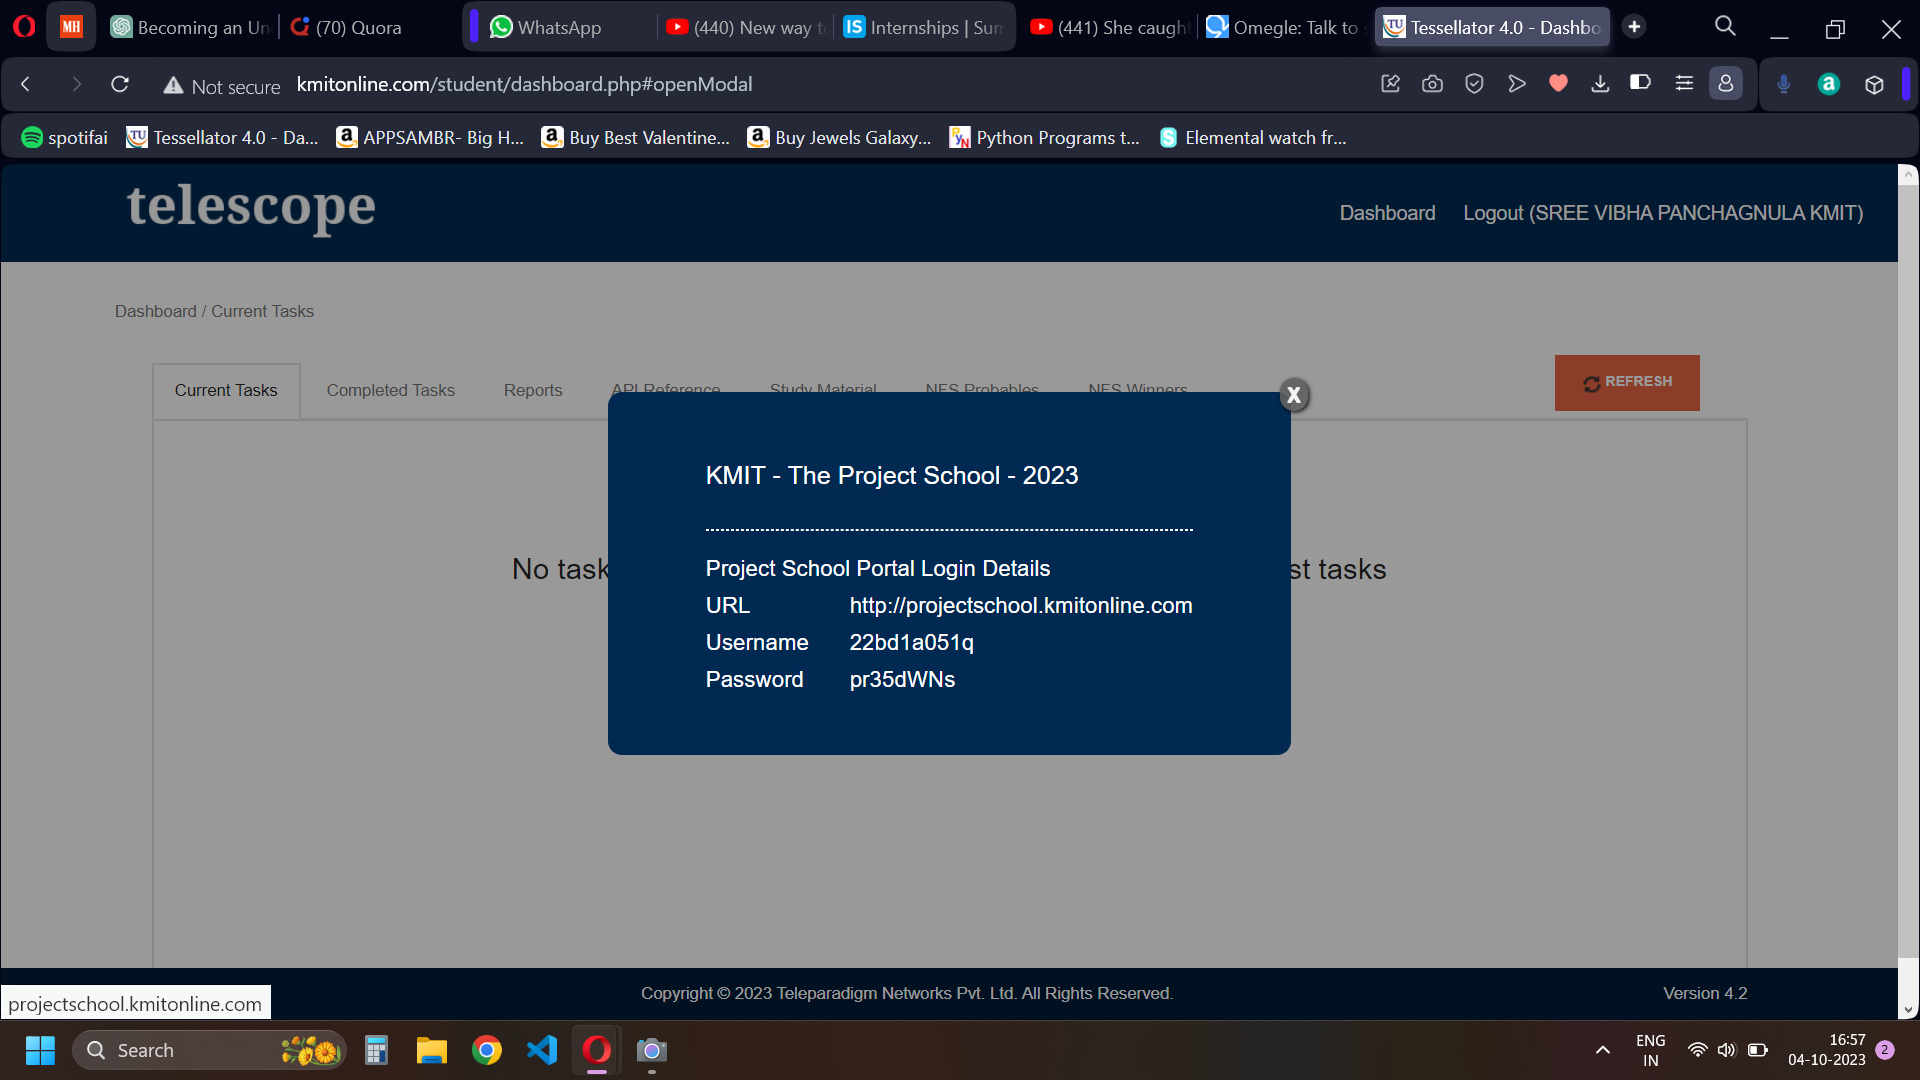 MH
Becoming an Un
(70) Quora
WhatsApp
(440) New way t
IS Internships | Sum
(441) She caught
Omegle: Talk to
TU Tessellator 4.0 - Dashbo
Not secure kmitonline.com/student/dashboard.php#openModal
a
spotifai
TU Tessellator 4.0 - Da...
a APPSAMBR- Big H...
a Buy Best Valentine...
a Buy Jewels Galaxy...
Python Programs t...
S Elemental watch fr...
telescope
Dashboard Logout (SREE VIBHA PANCHAGNULA KMIT)
Dashboard / Current Tasks
Current Tasks Completed Tasks Reports API Reference Study Material NFS Probables NFS Winners
REFRESH
X
KMIT - The Project School - 2023
No task
st tasks
Project School Portal Login Details
URL http://projectschool.kmitonline.com
Username 22bd1a051q
Password pr35dWNs
Copyright © 2023 Teleparadigm Networks Pvt. Ltd. All Rights Reserved. Version 4.2
projectschool.kmitonline.com
Search
ENG
IN
16:57
04-10-2023
2